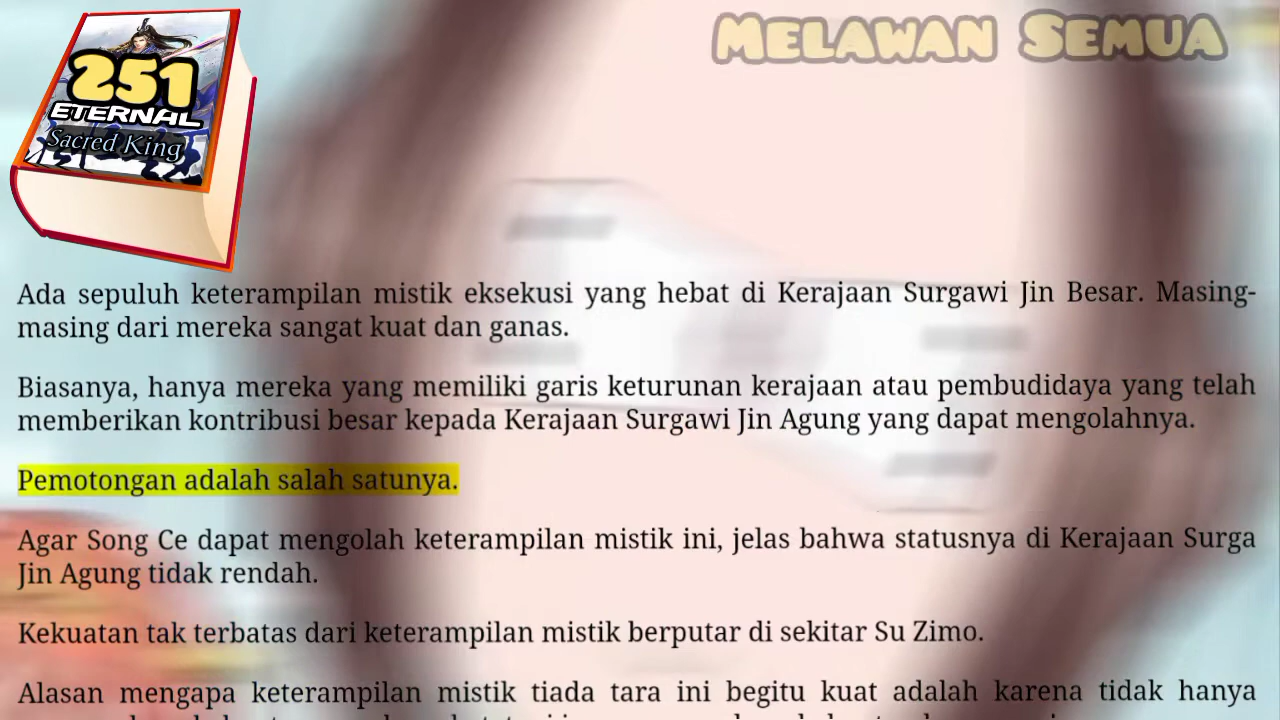 MELAWAN SEMUA
251
ETERNAL
Sacred King
Ada sepuluh keterampilan mistik eksekusi yang hebat di Kerajaan Surgawi Jin Besar. Masing-
masing dari mereka sangat kuat dan ganas.
Biasanya, hanya mereka yang memiliki garis keturunan kerajaan atau pembudidaya yang telah
memberikan kontribusi besar kepada Kerajaan Surgawi Jin Agung yang dapat mengolahnya.
Pemotongan adalah salah satunya.
Agar Song Ce dapat mengolah keterampilan mistik ini, jelas bahwa statusnya di Kerajaan Surga
Jin Agung tidak rendah.
Kekuatan tak terbatas dari keterampilan mistik berputar di sekitar Su Zimo.
Alasan mengapa keterampilan mistik tiada tara ini begitu kuat adalah karena tidak hanya